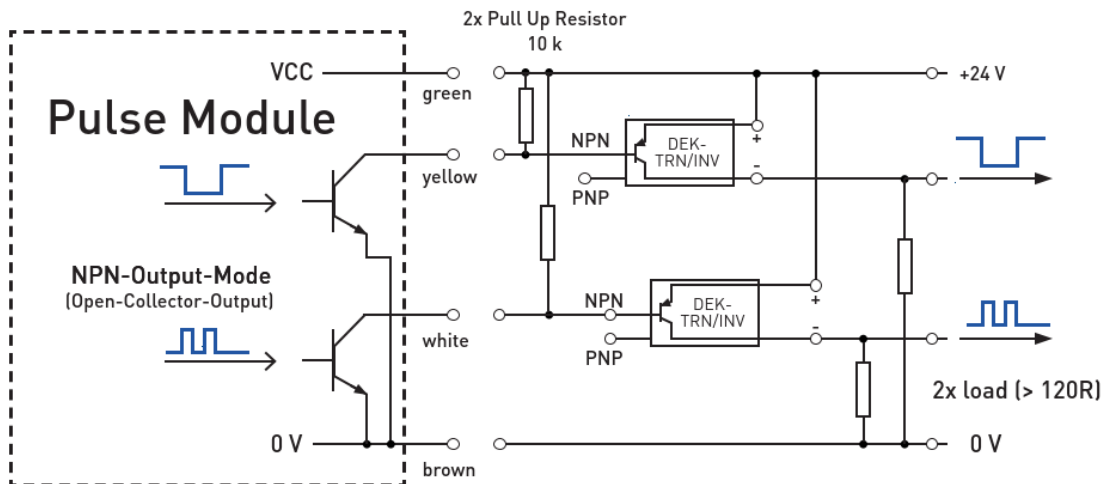 2x Pull Up Resistor
10 k
VCC
green
+24 V
Pulse Module
NPN
DEK-
TRN/INV
+
-
yellow
PNP
NPN-Output-Mode
(Open-Collector-Output)
NPN
DEK-
TRN/INV
+
-
white
PNP
2x load (> 120R)
0 V
brown
0 V